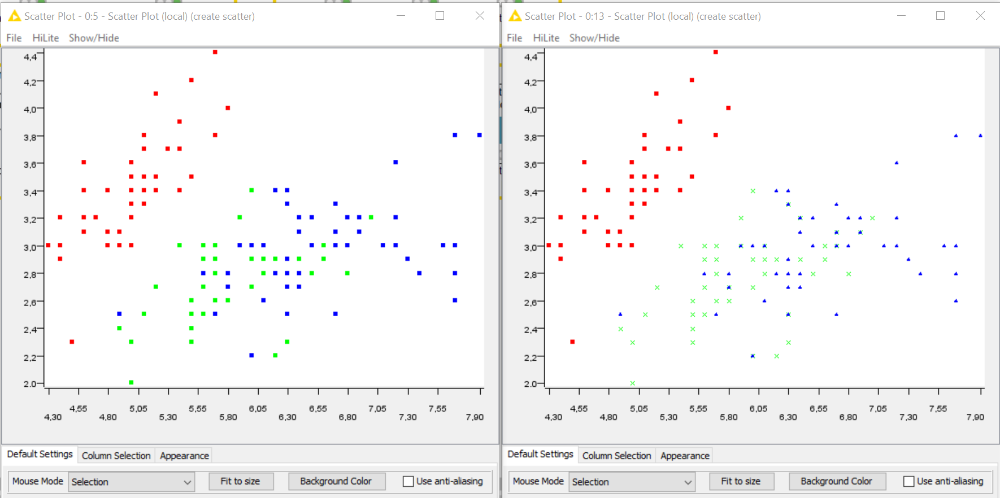 Scatter Plot - 0:5 - Scatter Plot (local) (create scatter)
File HiLite Show/Hide
4,4
4,2
4,0
3,8
3,6
3,4
3,2
3,0
2,8
2,6
2,4
2,2
2.0
4,55 5,05 5,55 6,05 6,55 7,05 7,55
4,30 4,80 5,30 5,80 6,30 6,80 7,30 7,90
Default Settings Column Selection Appearance
Mouse Mode Selection Fit to size Background Color Use anti-aliasing
Scatter Plot - 0:13 - Scatter Plot (local) (create scatter)
File HiLite Show/Hide
4,4
4,2
4,0
3,8
3,6
3,4
3,2
3,0
2,8
2,6
2,4
2,2
2.0
4,55 5,05 5,55 6,05 6,55 7,05 7,55
4,30 4,80 5,30 5,80 6,30 6,80 7,30 7,90
Default Settings Column Selection Appearance
Mouse Mode Selection Fit to size Background Color Use anti-aliasing